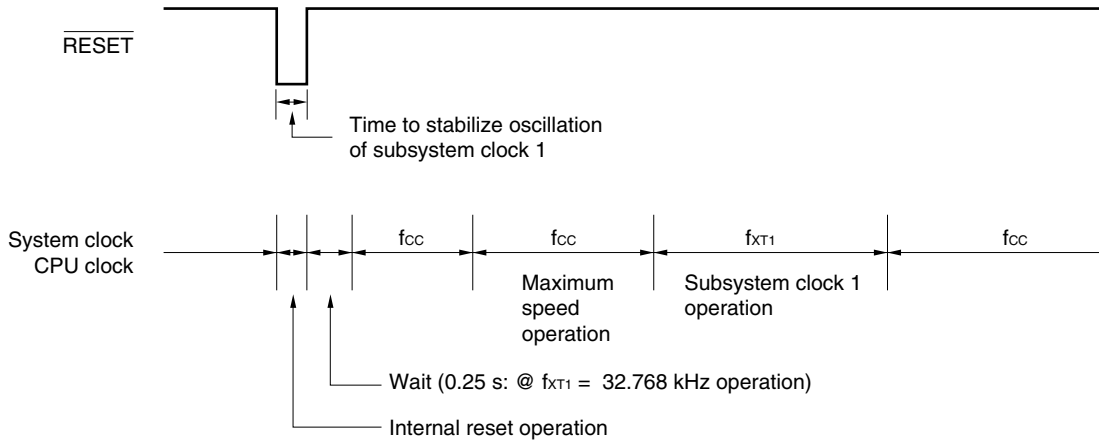 RESET
Time to stabilize oscillation
of subsystem clock 1
System clock
CPU clock
fCC
fCC
fXT1
fCC
Maximum
speed
operation
Subsystem clock 1
operation
Wait (0.25 s: @ fXT1 = 32.768 kHz operation)
Internal reset operation